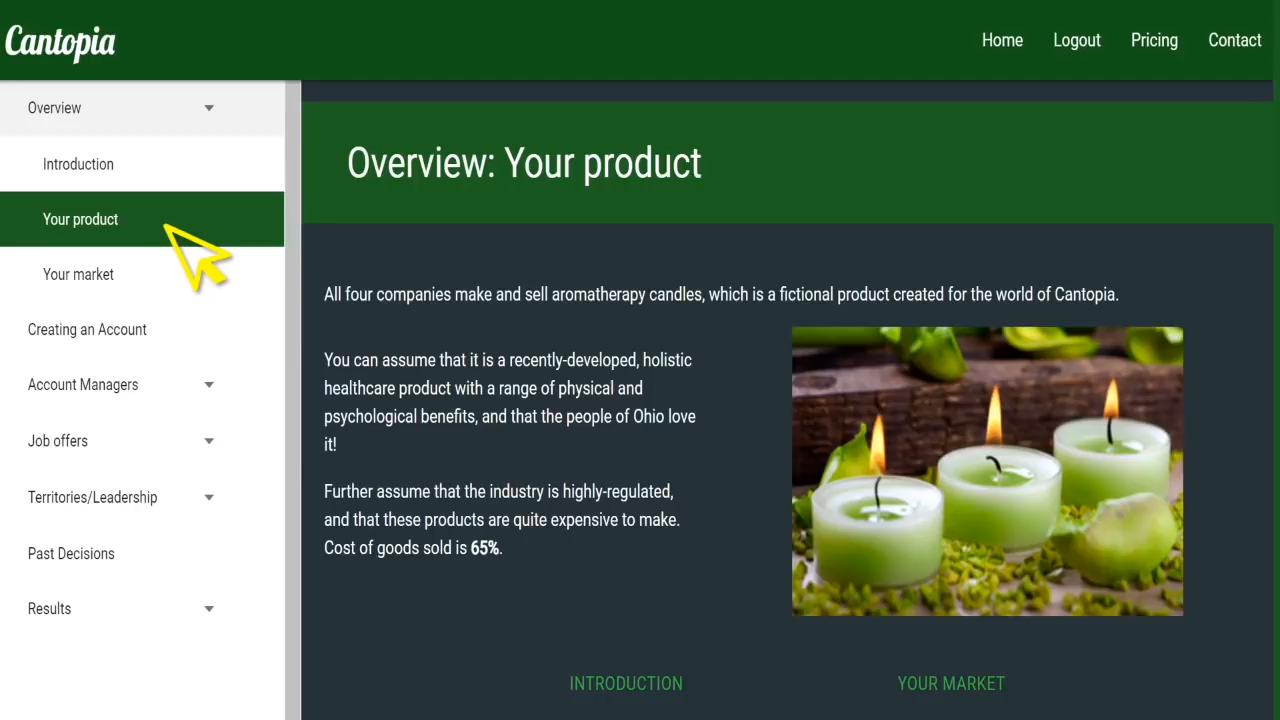 Cantopia
Home
Logout
Pricing
Contact
Overview
Introduction
Your product
Your market
Creating an Account
Account Managers
Job offers
Territories/Leadership
Past Decisions
Results
Overview: Your product
All four companies make and sell aromatherapy candles, which is a fictional product created for the world of Cantopia.
You can assume that it is a recently-developed, holistic
healthcare product with a range of physical and
psychological benefits, and that the people of Ohio love
it!
Further assume that the industry is highly-regulated,
and that these products are quite expensive to make.
Cost of goods sold is 65%.
INTRODUCTION
YOUR MARKET